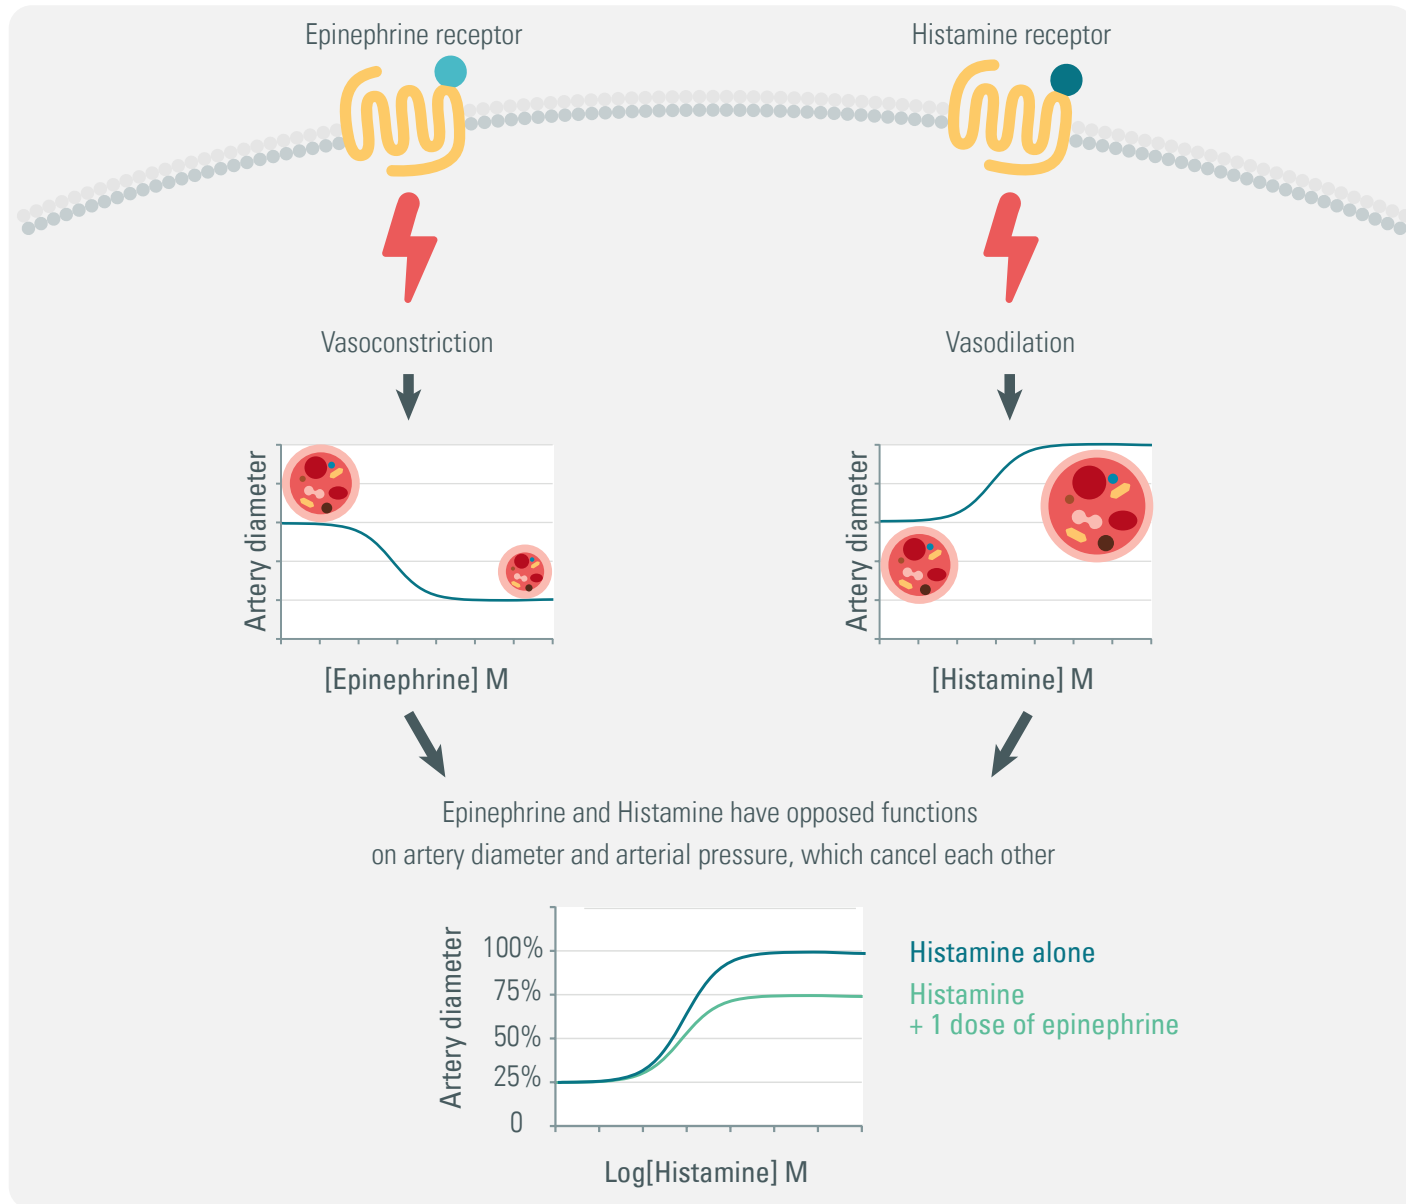 Epinephrine receptor
Histamine receptor
Vasoconstriction
Vasodilation
Artery diameter
[Epinephrine] M
Artery diameter
[Histamine] M
Epinephrine and Histamine have opposed functions
on artery diameter and arterial pressure, which cancel each other
Artery diameter
100%
75%
50%
25%
0
Log[Histamine] M
Histamine alone
Histamine
+ 1 dose of epinephrine